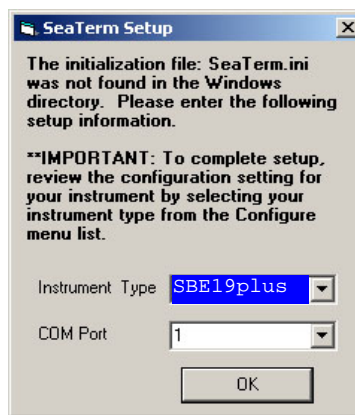 SeaTerm Setup
The initialization file: SeaTerm.ini
was not found in the Windows
directory.  Please enter the following
setup information.
**IMPORTANT: To complete setup,
review the configuration setting for
your instrument by selecting your
instrument type from the Configure
menu list.
Instrument Type SBE19plus
COM Port 1
OK